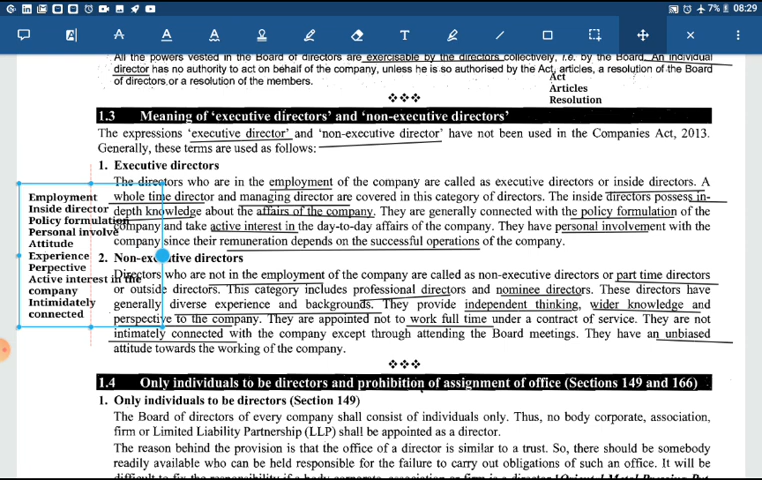 7% 08:29
All the powers vested in the Board of directors are exercisable by the directors collectively, i.e. by the Board. An individual
director has no authority to act on behalf of the company, unless he is so authorised by the Act, articles, a resolution of the Board
of directors or a resolution of the members.
Act
Articles
Resolution
1.3 Meaning of 'executive directors' and 'non-executive directors'
The expressions 'executive director' and 'non-executive director' have not been used in the Companies Act, 2013.
Generally, these terms are used as follows:
1. Executive directors
The directors who are in the employment of the company are called as executive directors or inside directors. A
whole time director and managing director are covered in this category of directors. The inside directors possess in-
depth knowledge about the affairs of the company. They are generally connected with the policy formulation of the
company and take active interest in the day-to-day affairs of the company. They have personal involvement with the
company since their remuneration depends on the successful operations of the company.
Employment
Inside director
Policy formulation
Personal involve
Attitude
Experience
Perpective
Active interest in the
company
Intimidately
connected
2. Non-executive directors
Directors who are not in the employment of the company are called as non-executive directors or part time directors
or outside directors. This category includes professional directors and nominee directors. These directors have
generally diverse experience and backgrounds. They provide independent thinking, wider knowledge and
perspective to the company. They are appointed not to work full time under a contract of service. They are not
intimately connected with the company except through attending the Board meetings. They have an unbiased
attitude towards the working of the company.
1.4 Only individuals to be directors and prohibition of assignment of office (Sections 149 and 166)
1. Only individuals to be directors (Section 149)
The Board of directors of every company shall consist of individuals only. Thus, no body corporate, association,
firm or Limited Liability Partnership (LLP) shall be appointed as a director.
The reason behind the provision is that the office of a director is similar to a trust. So, there should be somebody
readily available who can be held responsible for the failure to carry out obligations of such an office. It will be